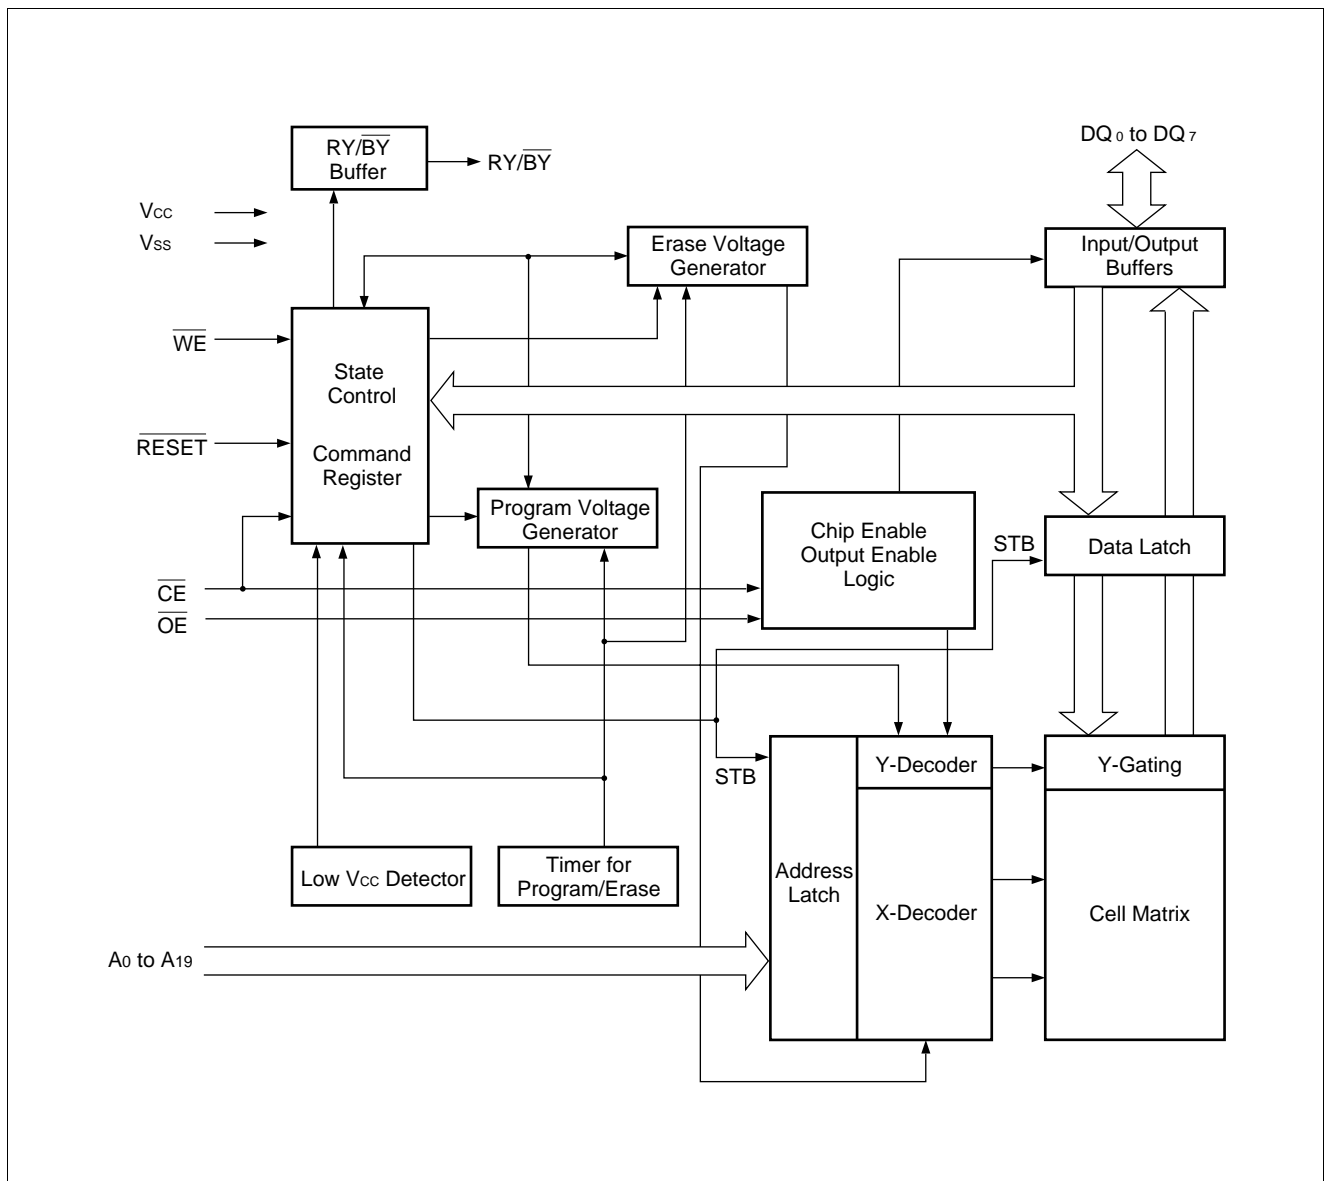 RY/BY
Buffer
RY/BY
DQ0 to DQ7
VCC
VSS
Erase Voltage
Generator
Input/Output
Buffers
WE
State
Control
RESET
Command
Register
Program Voltage
Generator
Chip Enable
Output Enable
Logic
STB
Data Latch
CE
OE
STB
Y-Decoder
Y-Gating
Low VCC Detector
Timer for
Program/Erase
Address
Latch
X-Decoder
Cell Matrix
A0 to A19